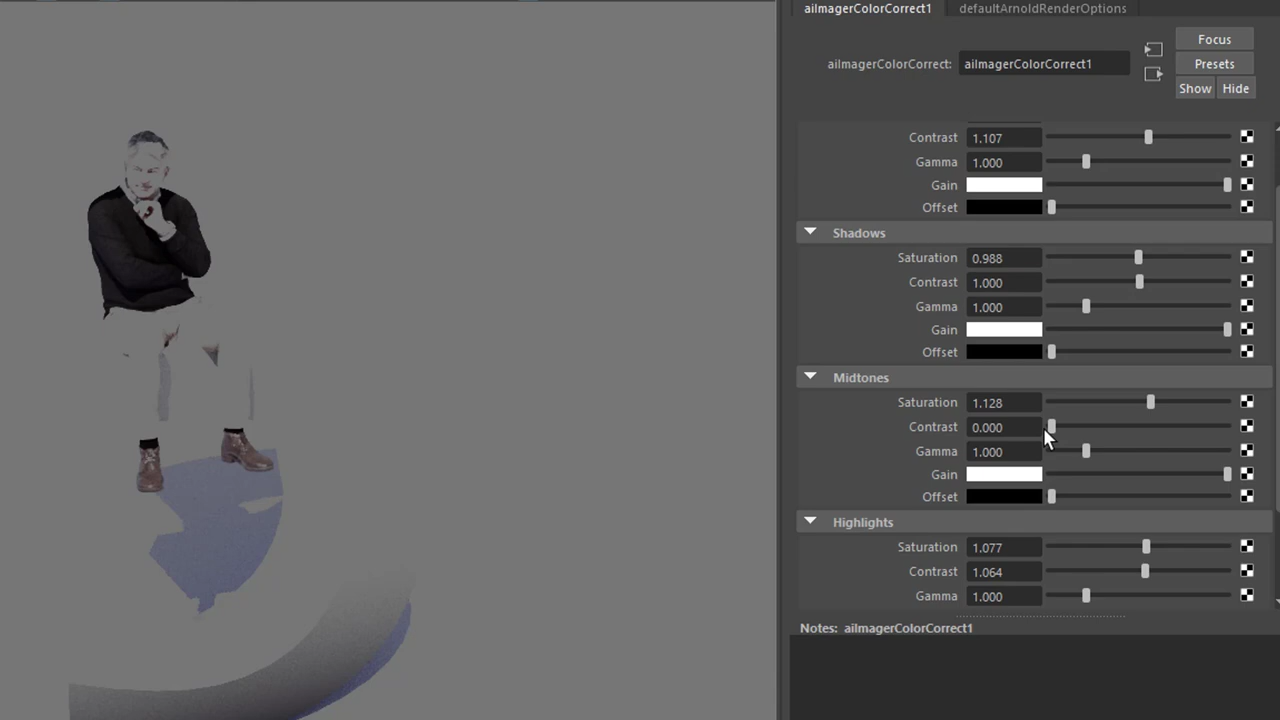 aiImagerColorCorrect1 defaultArnoldRenderOptions
Focus
aiImagerColorCorrect: aiImagerColorCorrect1 Presets
Show Hide
Contrast 1.107
Gamma 1.000
Gain
Offset
Shadows
Saturation 0.988
Contrast 1.000
Gamma 1.000
Gain
Offset
Midtones
Saturation 1.128
Contrast 0.000
Gamma 1.000
Gain
Offset
Highlights
Saturation 1.077
Contrast 1.064
Gamma 1.000
Notes: aiImagerColorCorrect1